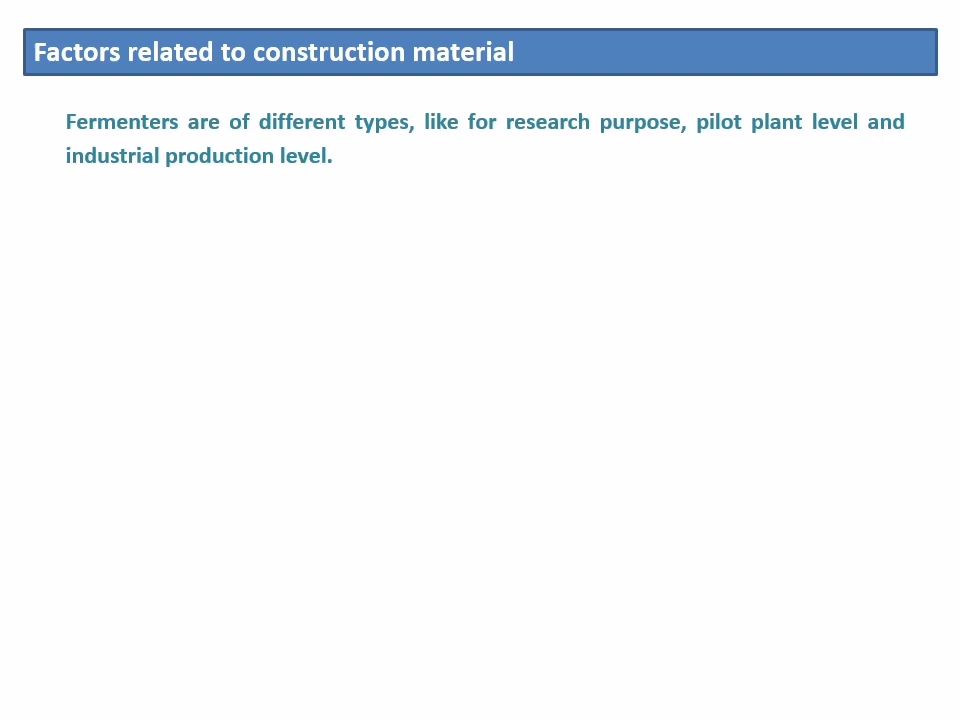 Factors related to construction material
Fermenters are of different types, like for research purpose, pilot plant level and
industrial production level.